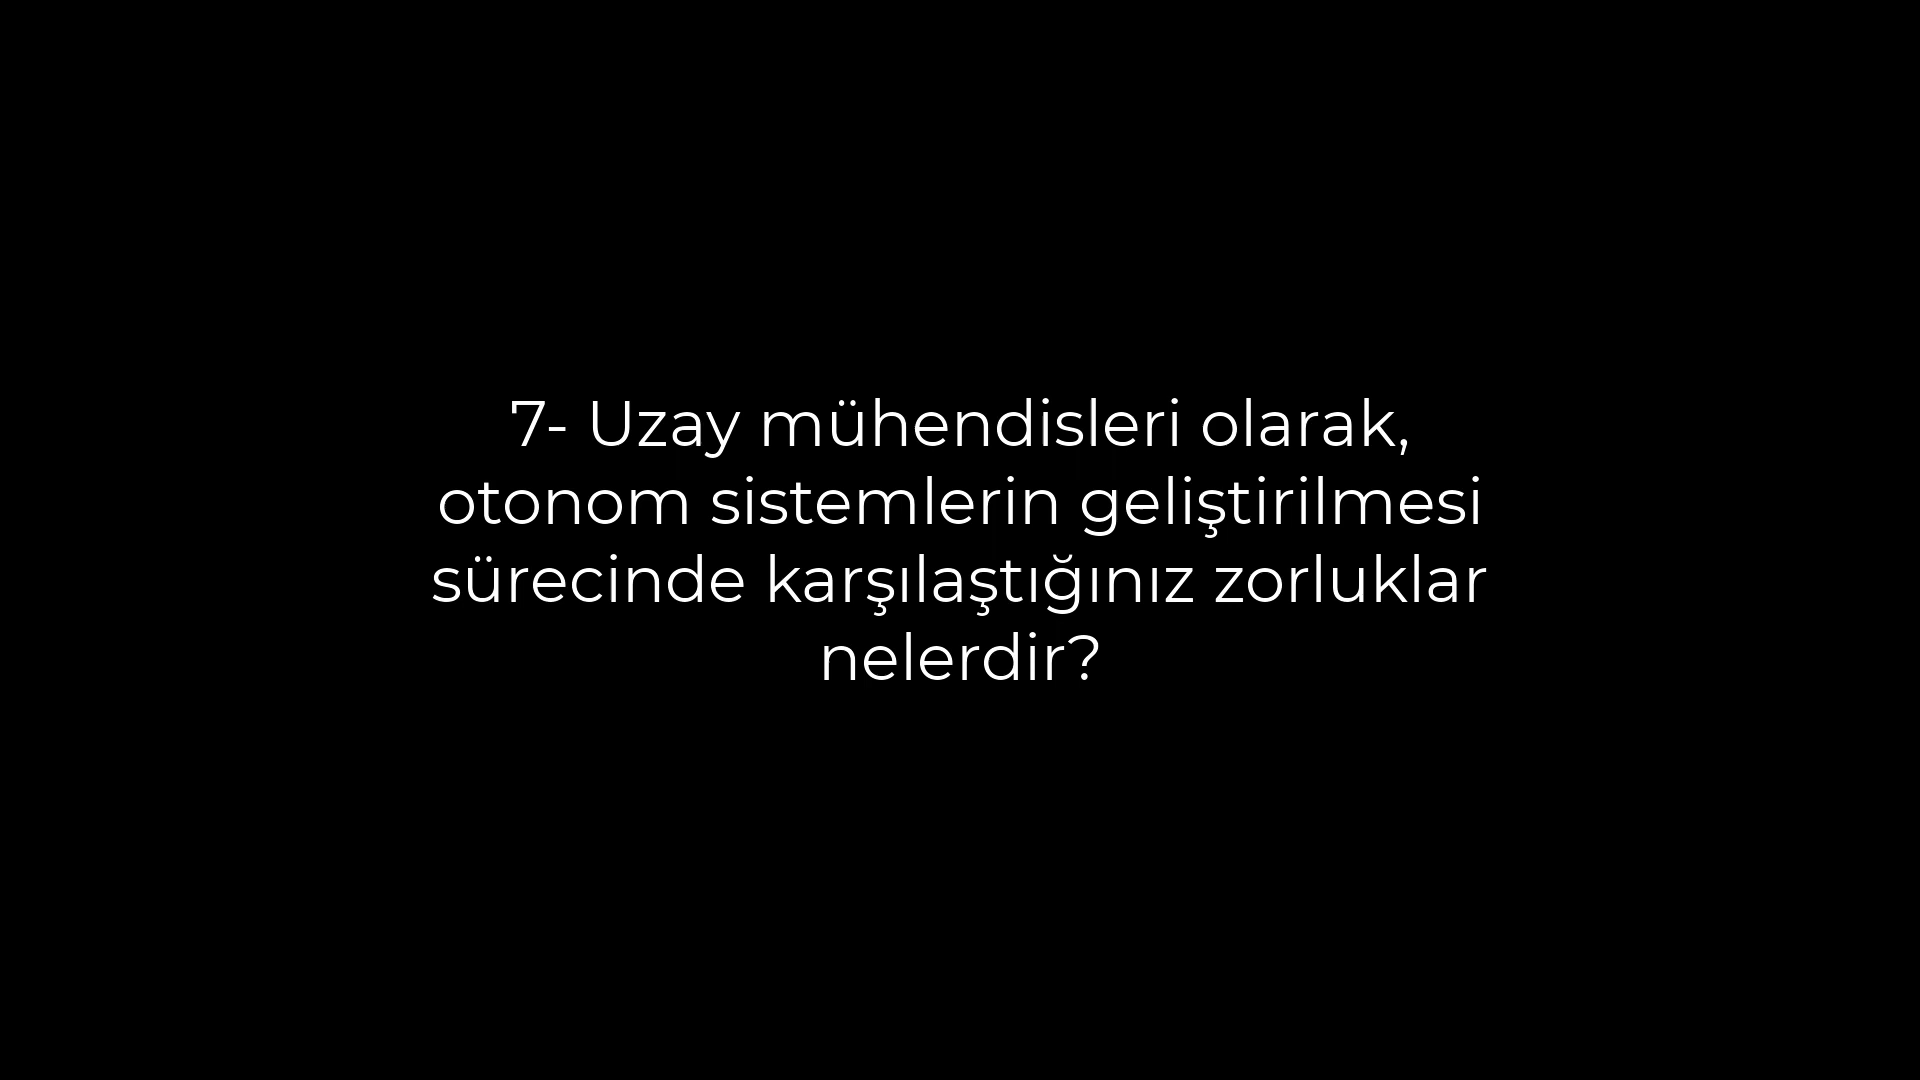 7- Uzay mühendisleri olarak,
otonom sistemlerin geliştirilmesi
sürecinde karşılaştığınız zorluklar
nelerdir?